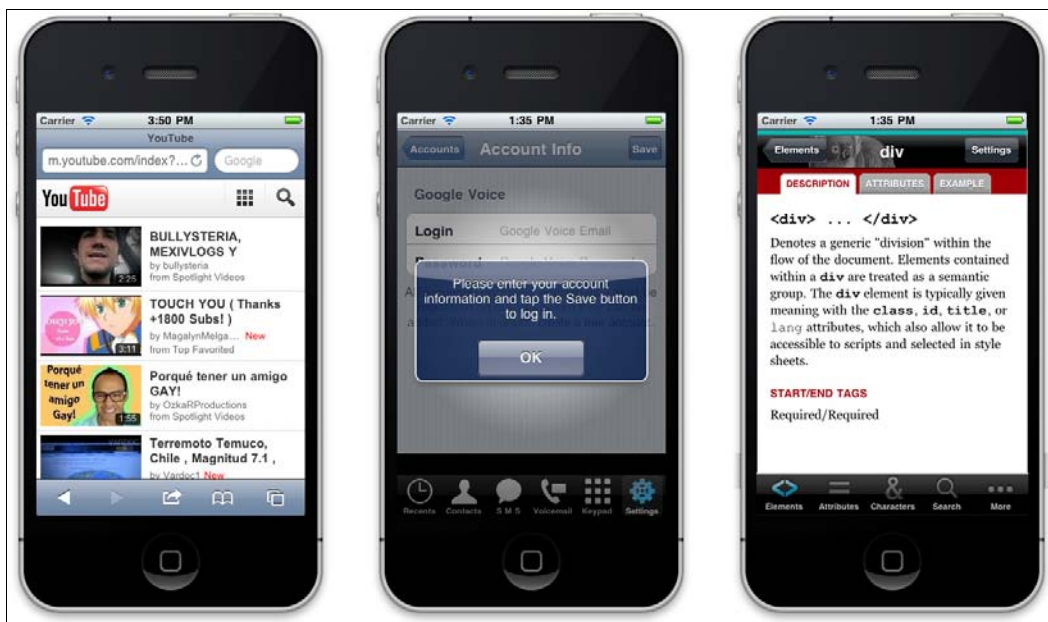 Carrier 3:50 PM
YouTube
m.youtube.com/index?... Google
YouTube
BULLYSTERIA,
MEXIVLOGS Y
by bullysteria
from Spotlight Videos
2:25
TOUCH YOU ( Thanks
+1800 Subs! )
by MagalynMelga... New
from Top Favorited
3:11
Porqué
tener un
amigo
Gay!
1:55
Porqué tener un amigo
GAY!
by OzkaRProductions
from Spotlight Videos
Terremoto Temuco,
Chile , Magnitud 7.1 ,
by Vardoc1 New
Carrier 1:35 PM
Accounts Account Info Save
Google Voice
Login Google Voice Email
Please enter your account
information and tap the Save button
to log in.
OK
Recents Contacts SMS Voicemail Keypad Settings
Carrier 1:35 PM
Elements div Settings
DESCRIPTION ATTRIBUTES EXAMPLE
<div> ... </div>
Denotes a generic "division" within the
flow of the document. Elements contained
within a div are treated as a semantic
group. The div element is typically given
meaning with the class, id, title, or
lang attributes, which also allow it to be
accessible to scripts and selected in style
sheets.
START/END TAGS
Required/Required
Elements Attributes Characters Search More